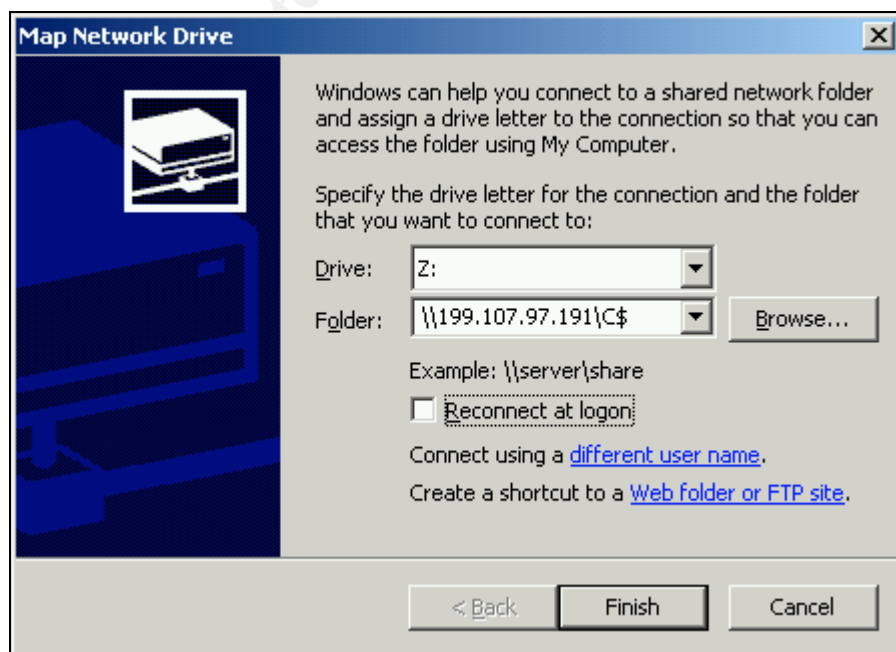 Map Network Drive
Windows can help you connect to a shared network folder
and assign a drive letter to the connection so that you can
access the folder using My Computer.
Specify the drive letter for the connection and the folder
that you want to connect to:
Drive: Z:
Folder: \\199.107.97.191\C$ Browse...
Example: \\server\share
Reconnect at logon
Connect using a different user name.
Create a shortcut to a Web folder or FTP site.
< Back Finish Cancel